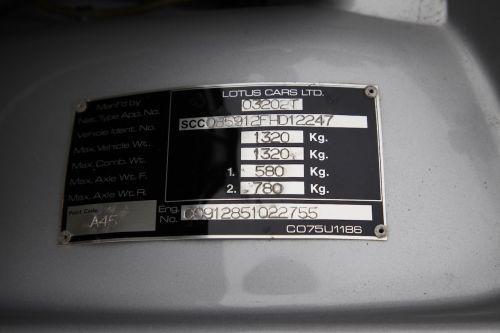 Manf'd by LOTUS CARS LTD.
Nat. Type App. No. 03202T
Vehicle Ident. No. SCC085912FHD12247
Max. Vehicle Wt. 1320 Kg.
Max. Comb. Wt. 1320 Kg.
Max. Axle Wt. F. 1. 580 Kg.
Max. Axle Wt. R. 2. 780 Kg.
Paint Code A45 Eng. No. CC912851022755
CO75U1186